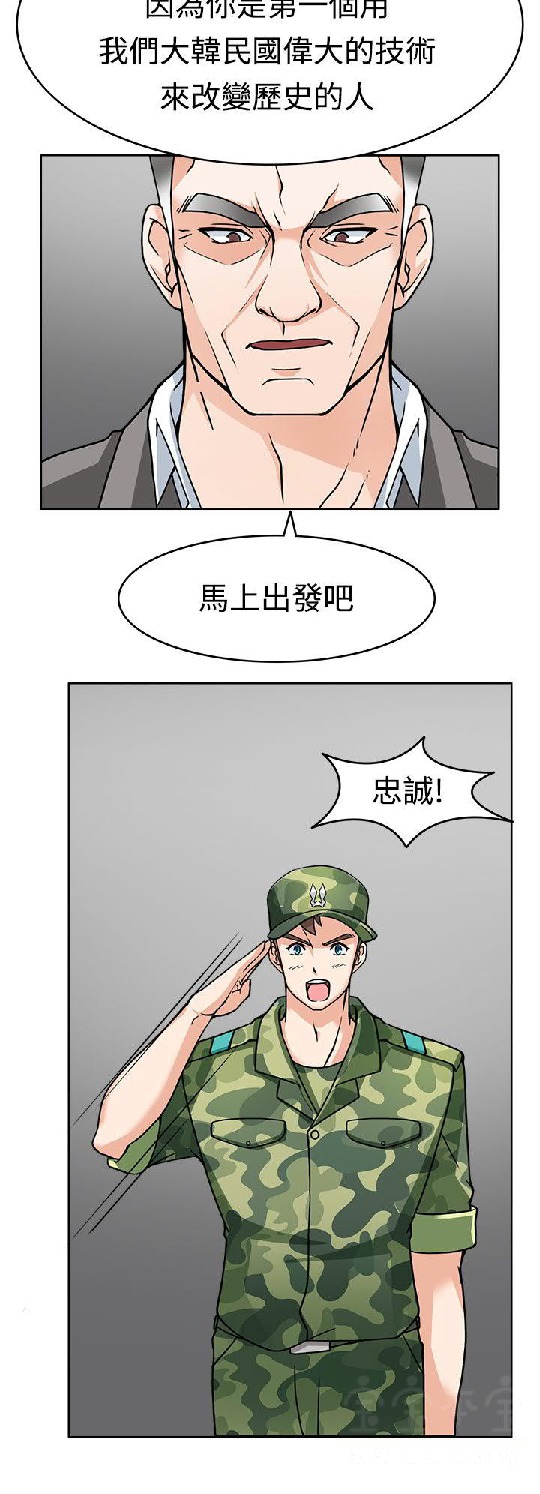 因為你是第一個用
我們大韓民國偉大的技術
來改變歷史的人
馬上出發吧
忠誠!